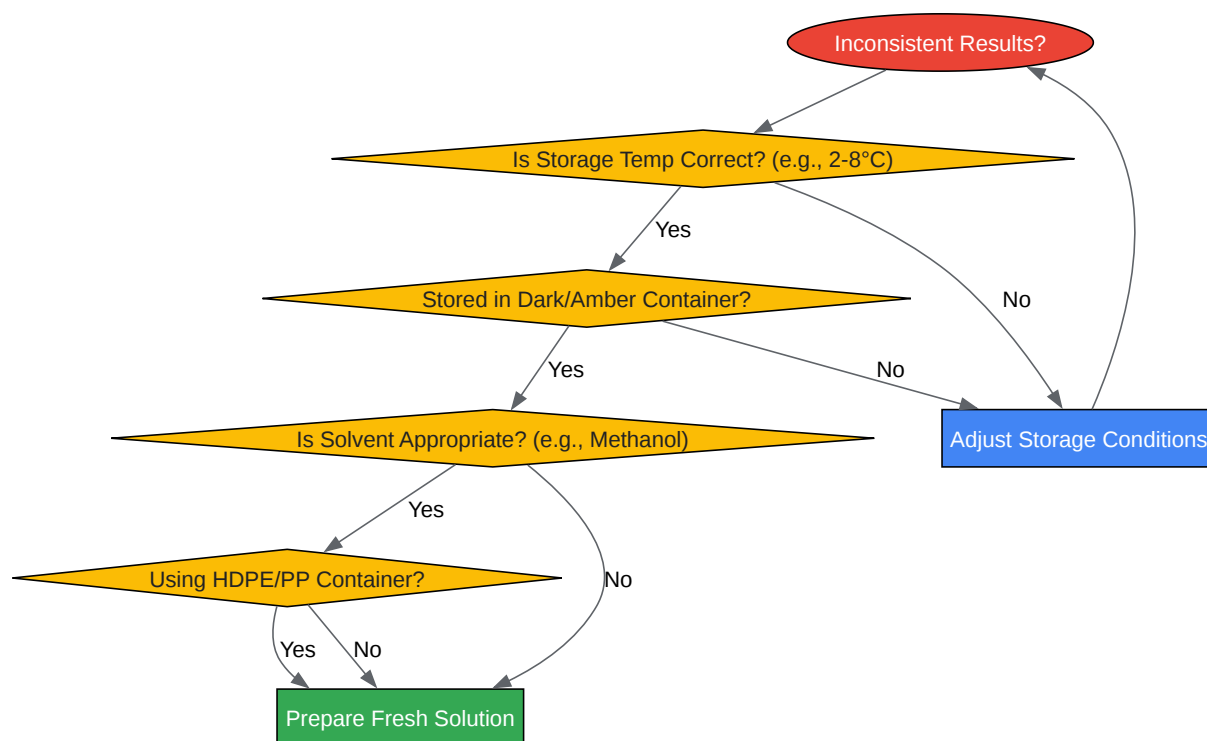 Inconsistent Results?
Is Storage Temp Correct? (e.g., 2-8°C)
Yes
Stored in Dark/Amber Container?
No
Yes
No
Is Solvent Appropriate? (e.g., Methanol)
Adjust Storage Conditions
Yes
Using HDPE/PP Container?
No
Yes
No
Prepare Fresh Solution